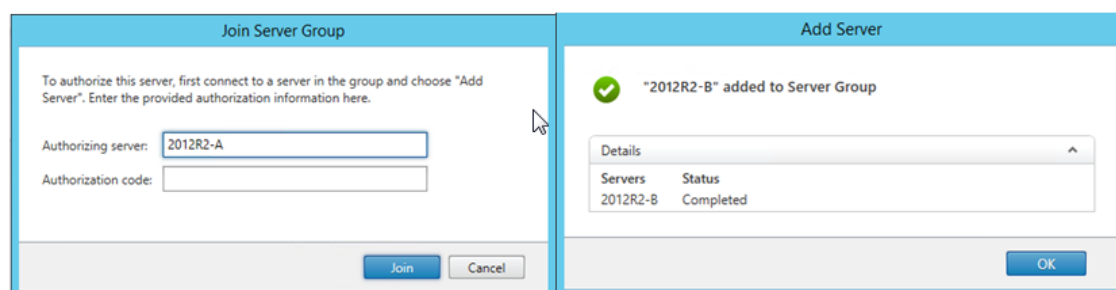 Join Server Group
To authorize this server, first connect to a server in the group and choose "Add
Server". Enter the provided authorization information here.
Authorizing server: 2012R2-A
Authorization code:
Join Cancel
Add Server
"2012R2-B" added to Server Group
Details
Servers Status
2012R2-B Completed
OK